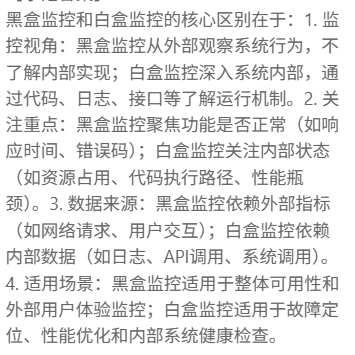 黑盒监控和白盒监控的核心区别在于：1. 监
控视角：黑盒监控从外部观察系统行为，不
了解内部实现；白盒监控深入系统内部，通
过代码、日志、接口等了解运行机制。2. 关
注重点：黑盒监控聚焦功能是否正常（如响
应时间、错误码）；白盒监控关注内部状态
（如资源占用、代码执行路径、性能瓶
颈）。3. 数据来源：黑盒监控依赖外部指标
（如网络请求、用户交互）；白盒监控依赖
内部数据（如日志、API调用、系统调用）。
4. 适用场景：黑盒监控适用于整体可用性和
外部用户体验监控；白盒监控适用于故障定
位、性能优化和内部系统健康检查。